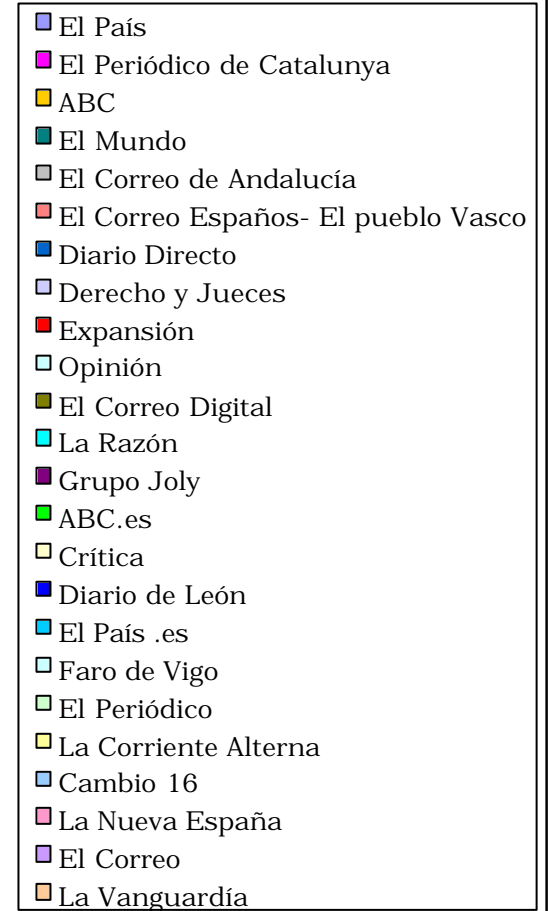 El País
El Periódico de Catalunya
ABC
El Mundo
El Correo de Andalucía
El Correo Españos- El pueblo Vasco
Diario Directo
Derecho y Jueces
Expansión
Opinión
El Correo Digital
La Razón
Grupo Joly
ABC.es
Crítica
Diario de León
El País .es
Faro de Vigo
El Periódico
La Corriente Alterna
Cambio 16
La Nueva España
El Correo
La Vanguardía